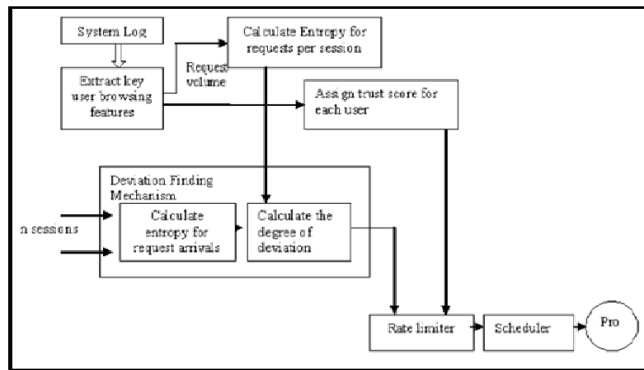 System Log
Calculate Entropy for
requests per session
Extract key
user browsing
features
Request
volume
Assign trust score for
each user
Deviation Finding
Mechanism
n sessions
Calculate
entropy for
request arrivals
Calculate the
degree of
deviation
Rate limiter
Scheduler
Pro